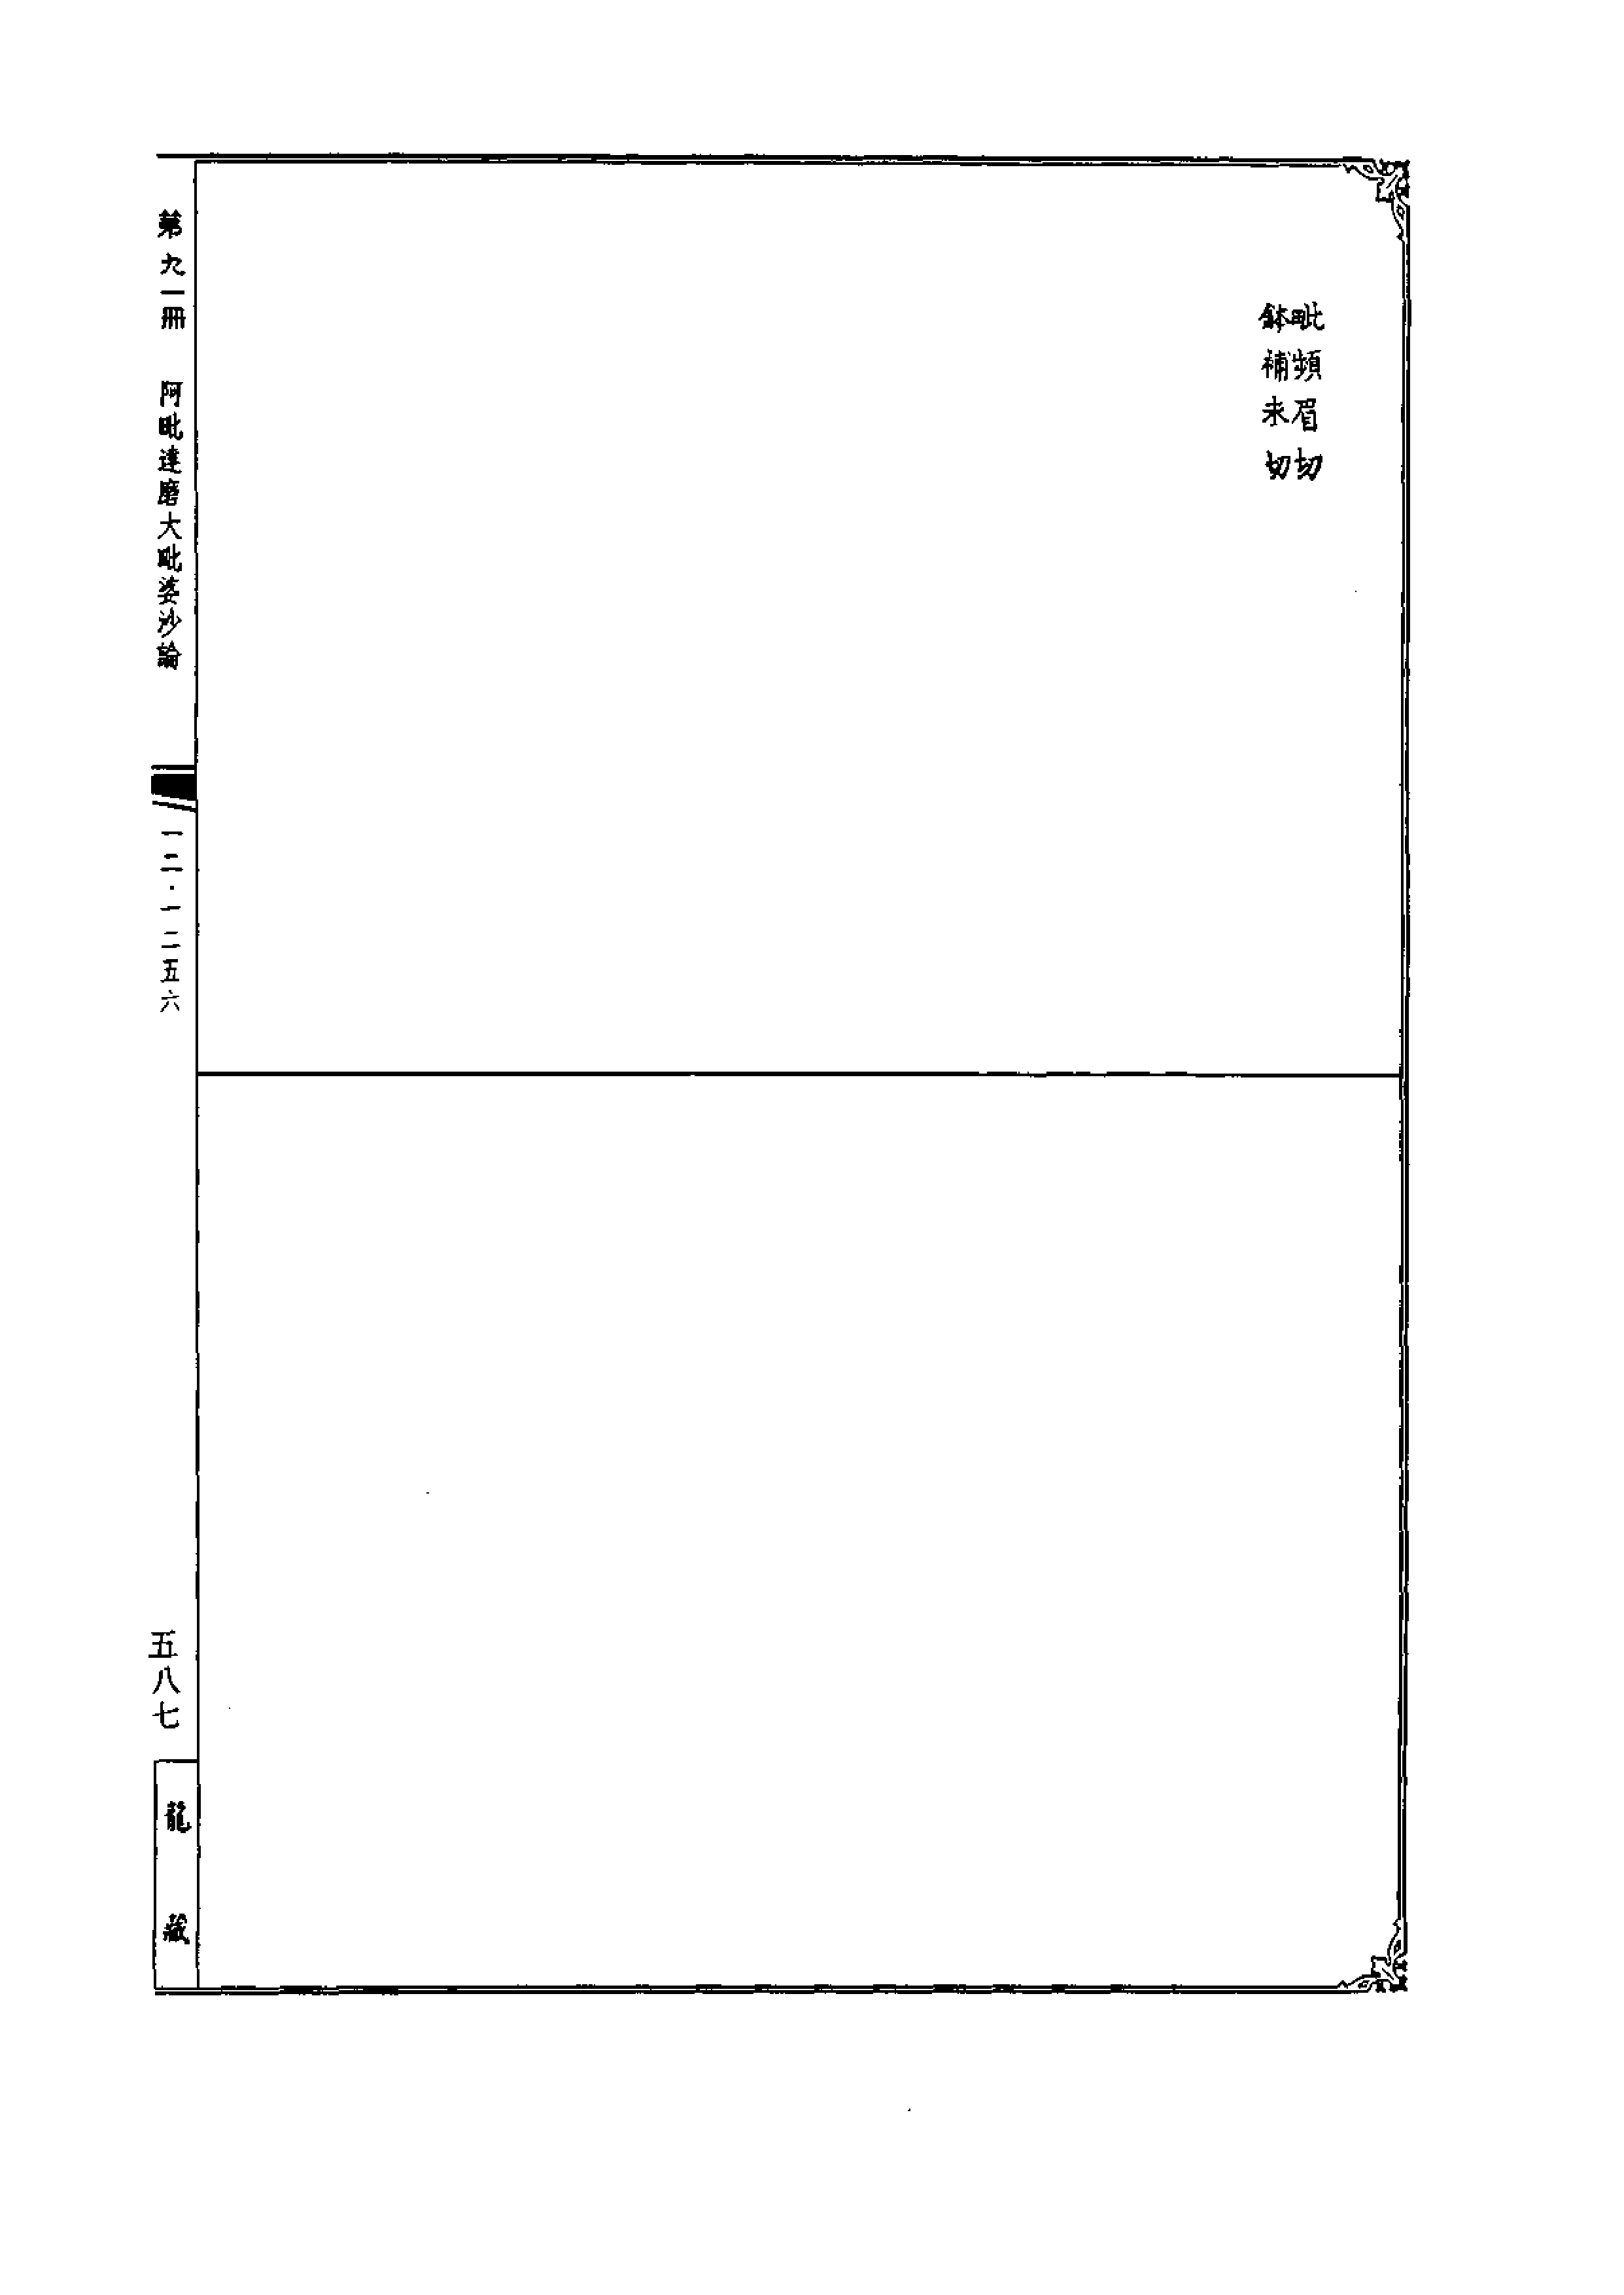 毗頻眉切
鉢補末切
第九一冊 阿毗達磨大毗婆沙論
一二·一二五六
五八七
龍藏